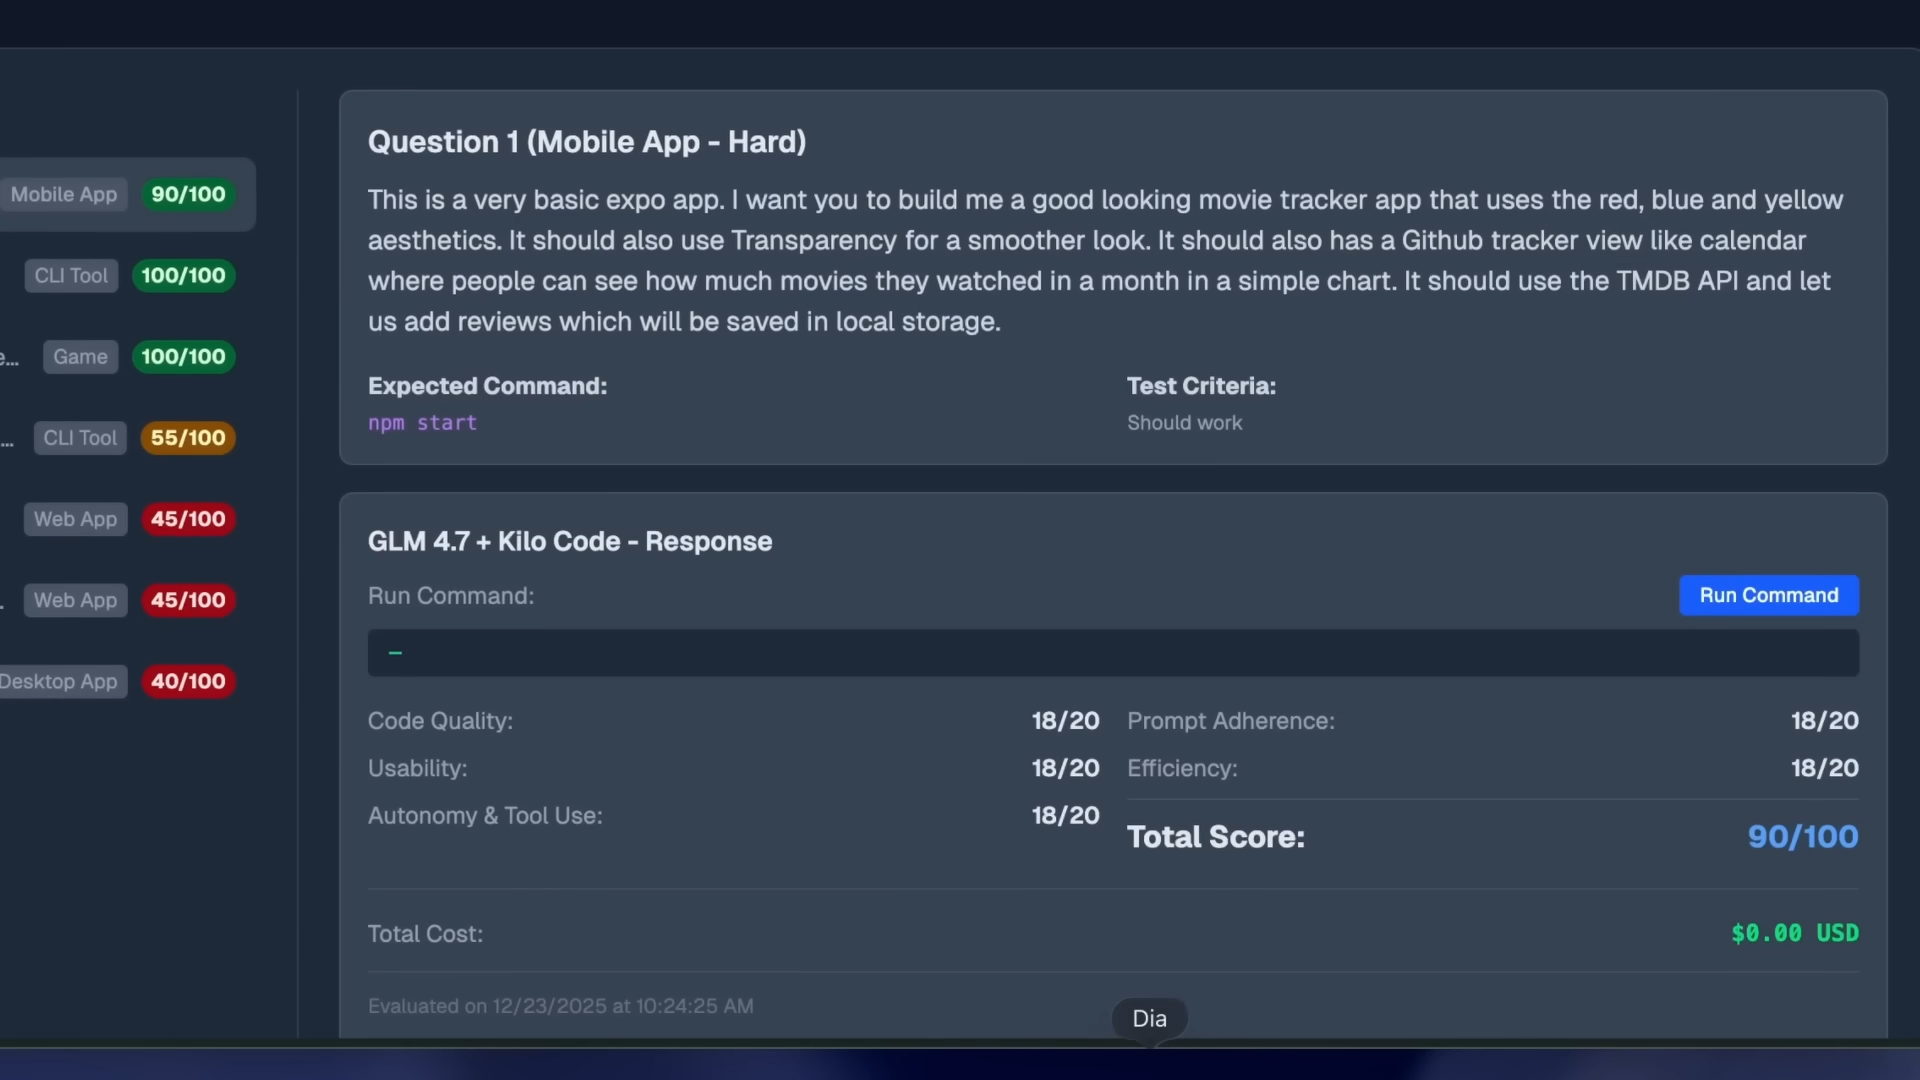 Mobile App 90/100
CLI Tool 100/100
e... Game 100/100
... CLI Tool 55/100
Web App 45/100
. Web App 45/100
Desktop App 40/100
Question 1 (Mobile App - Hard)
This is a very basic expo app. I want you to build me a good looking movie tracker app that uses the red, blue and yellow
aesthetics. It should also use Transparency for a smoother look. It should also has a Github tracker view like calendar
where people can see how much movies they watched in a month in a simple chart. It should use the TMDB API and let
us add reviews which will be saved in local storage.
Expected Command:
npm start
Test Criteria:
Should work
GLM 4.7 + Kilo Code - Response
Run Command:
Run Command
–
Code Quality: 18/20
Prompt Adherence: 18/20
Usability: 18/20
Efficiency: 18/20
Autonomy & Tool Use: 18/20
Total Score: 90/100
Total Cost: $0.00 USD
Evaluated on 12/23/2025 at 10:24:25 AM
Dia